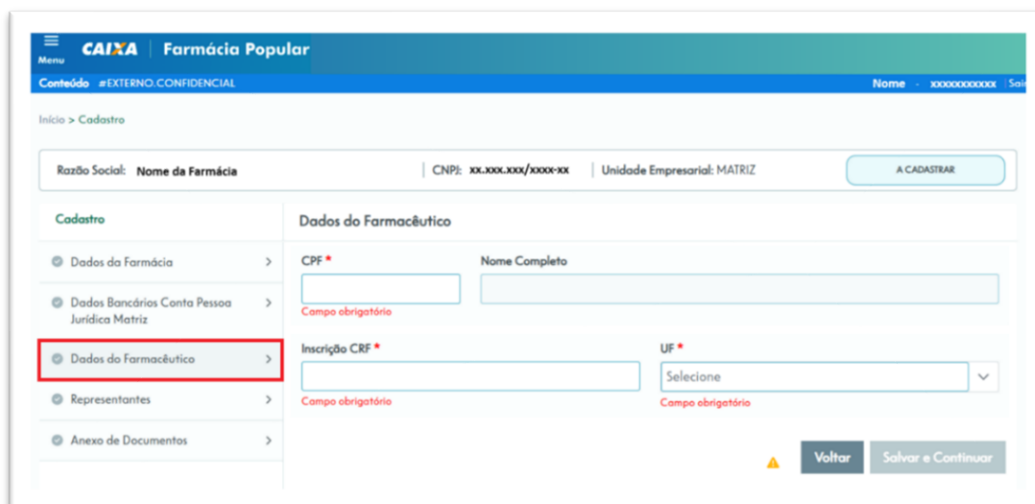 Menu
CAIXA | Farmácia Popular
Conteúdo #EXTERNO.CONFIDENCIAL
Nome - xxxxxxxxxxx | Sair
Início > Cadastro
Razão Social: Nome da Farmácia | CNPJ: xx.xxx.xxx/xxxx-xx | Unidade Empresarial: MATRIZ
A CADASTRAR
Cadastro
Dados da Farmácia
Dados Bancários Conta Pessoa
Jurídica Matriz
Dados do Farmacêutico
Representantes
Anexo de Documentos
Dados do Farmacêutico
CPF *
Nome Completo
Campo obrigatório
Inscrição CRF *
UF *
Selecione
Campo obrigatório
Campo obrigatório
Voltar
Salvar e Continuar